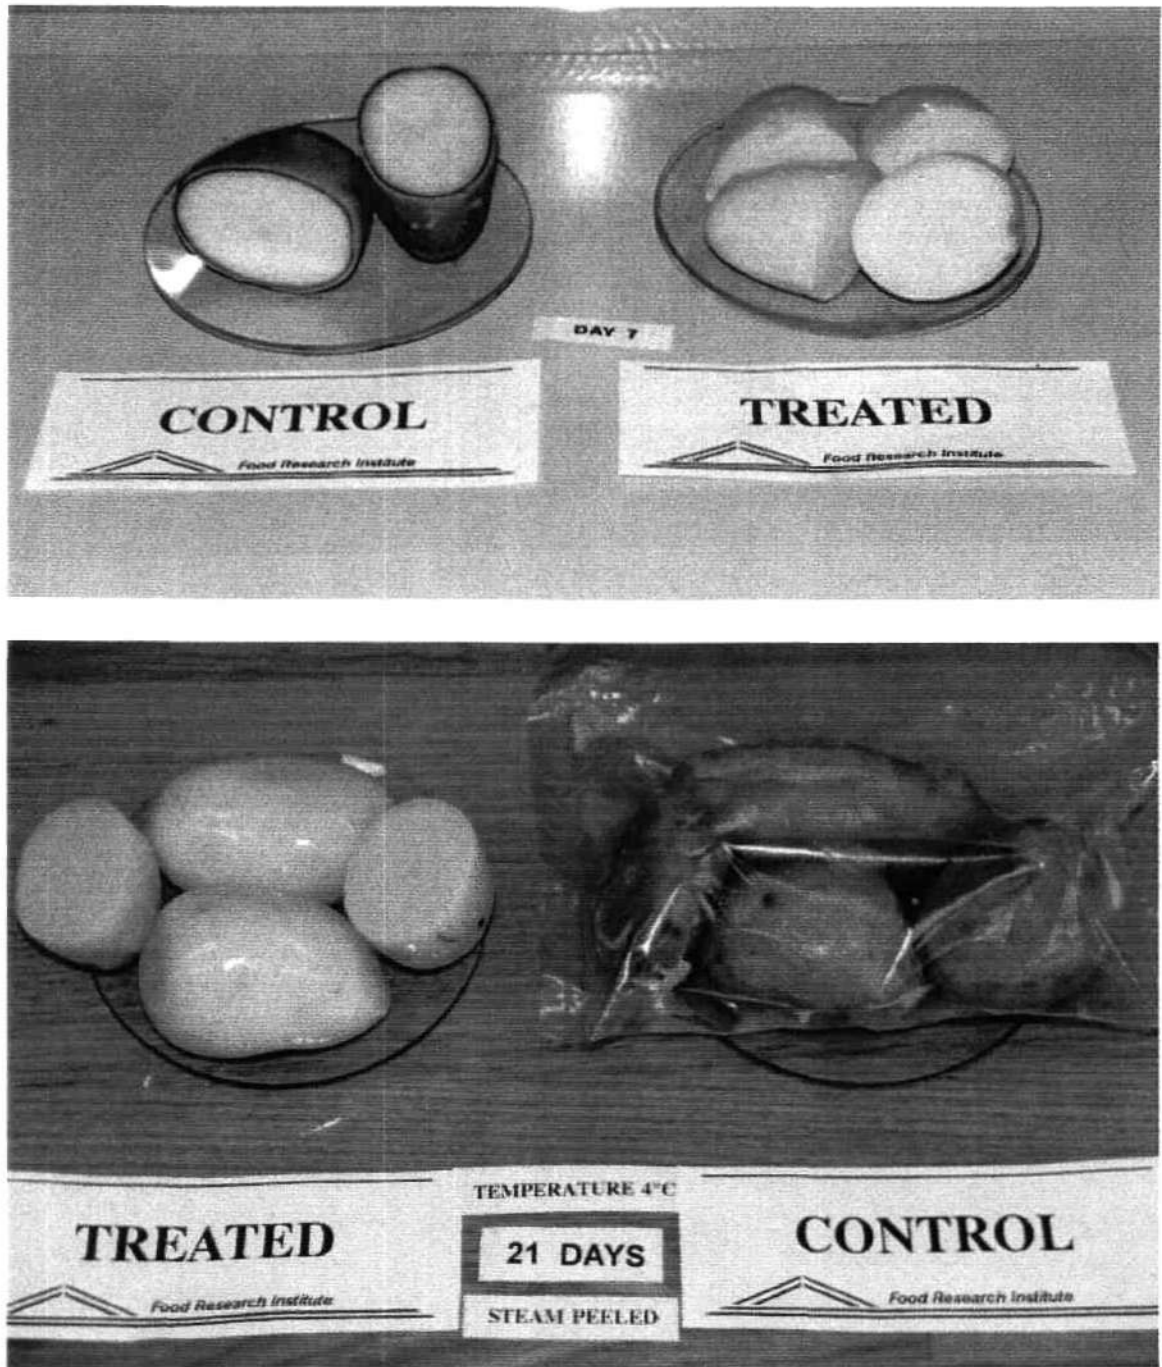 DAY 7
CONTROL
Food Research Institute
TREATED
Food Research Institute
TREATED
Food Research Institute
TEMPERATURE 4°C
21 DAYS
STEAM PEELED
CONTROL
Food Research Institute